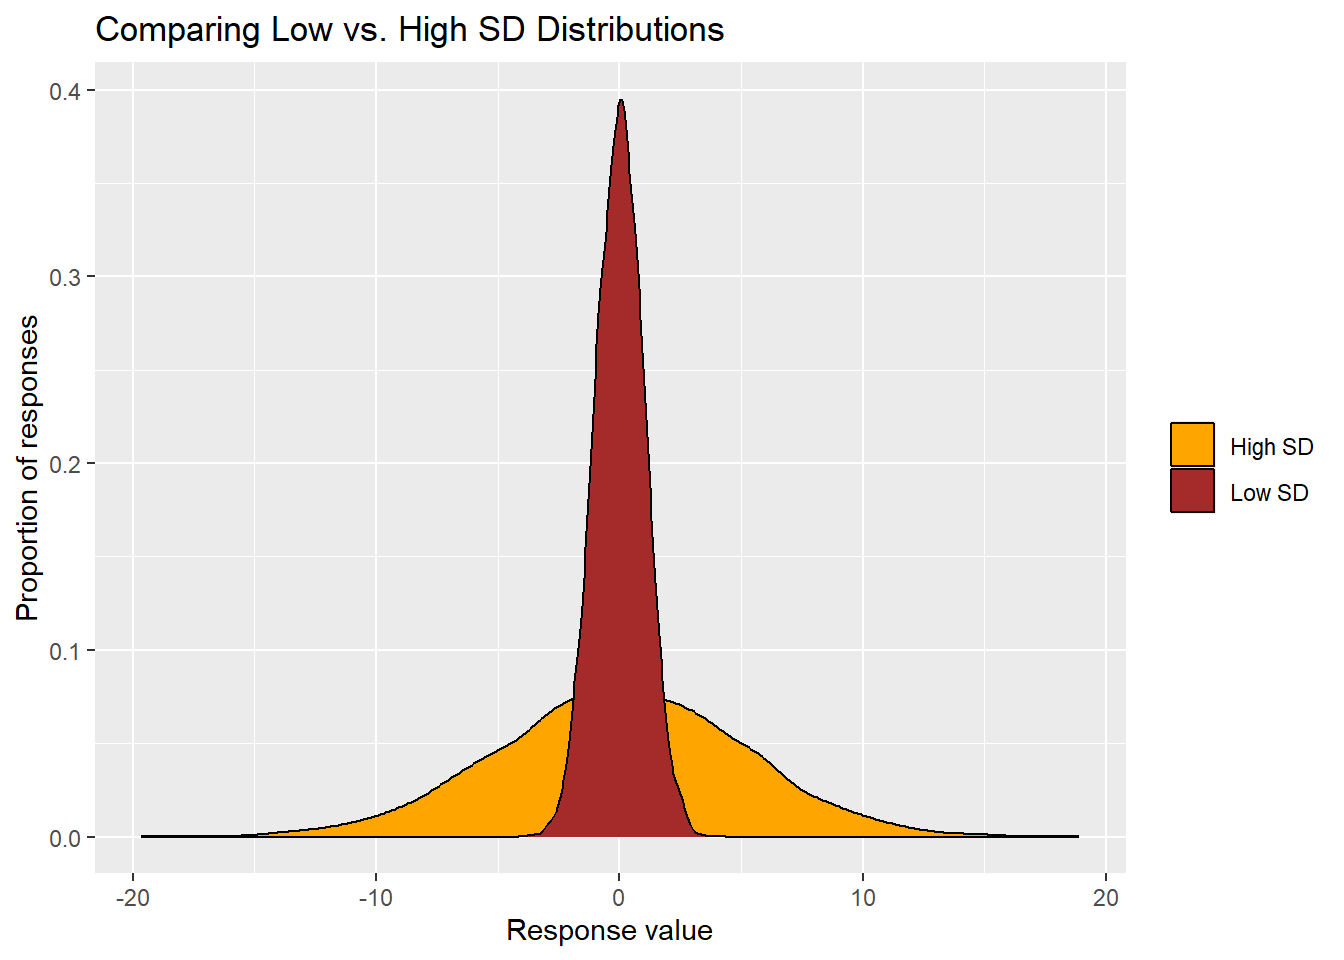 Comparing Low vs. High SD Distributions
0.4
0.3
0.2
0.1
0.0
Proportion of responses
-20 -10 0 10 20
Response value
High SD
Low SD